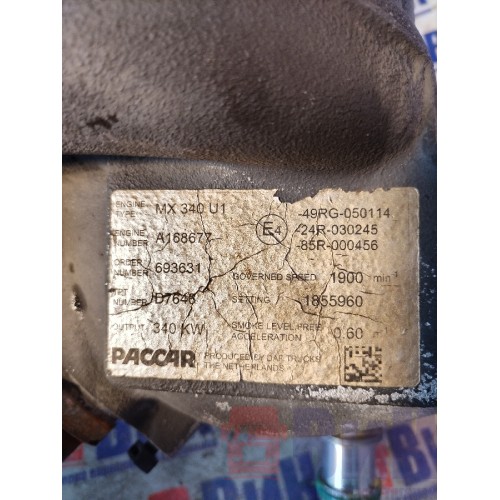 ENGINE TYPE MX 340 U1
E4
-49RG-050114
-24R-030245
-85R-000456
ENGINE NUMBER A168677
ORDER NUMBER 693631
GOVERNED SPEED 1900 min⁻¹
NUMBER D7648
SETTING 1855960
OUTPUT 340 KW
SMOKE LEVEL FREE ACCELERATION 0.60
PACCAR
PRODUCED BY DAF TRUCKS
THE NETHERLANDS